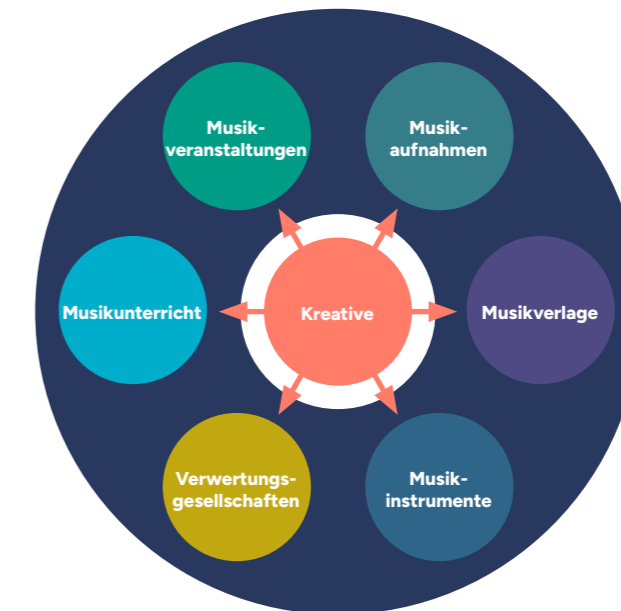 Musik-
veranstaltungen
Musik-
aufnahmen
Musikunterricht
Kreative
Musikverlage
Verwertungs-
gesellschaften
Musik-
instrumente